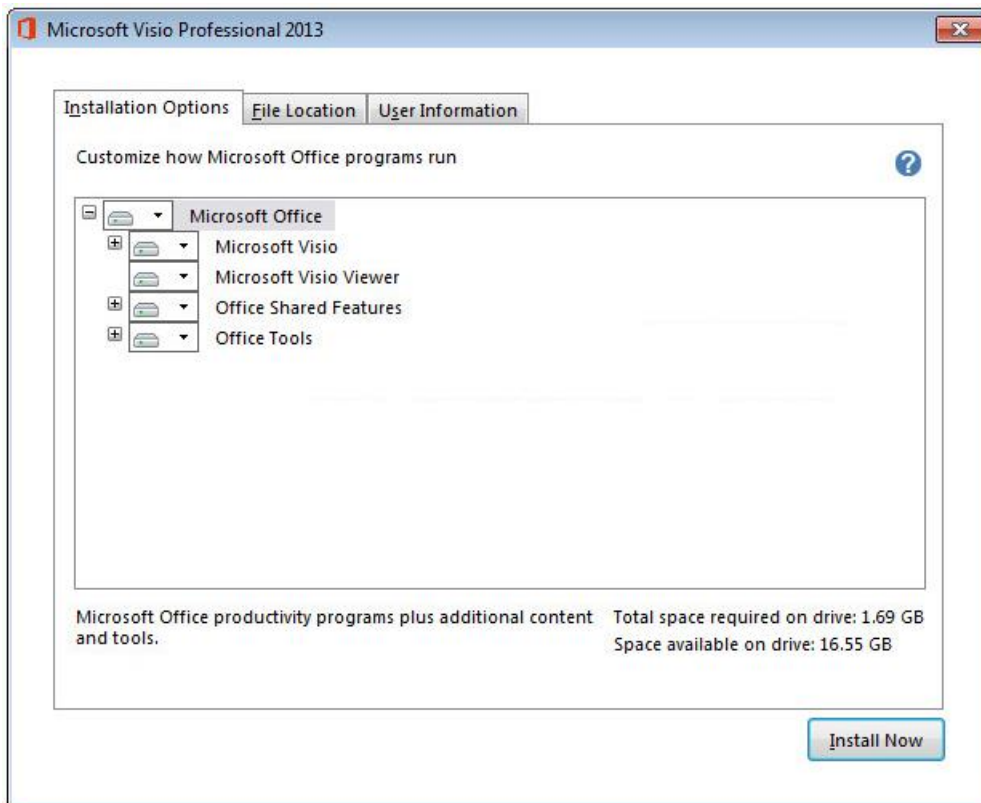 Microsoft Visio Professional 2013
Installation Options
File Location
User Information
Customize how Microsoft Office programs run
?
Microsoft Office
Microsoft Visio
Microsoft Visio Viewer
Office Shared Features
Office Tools
Microsoft Office productivity programs plus additional content
and tools.
Total space required on drive: 1.69 GB
Space available on drive: 16.55 GB
Install Now